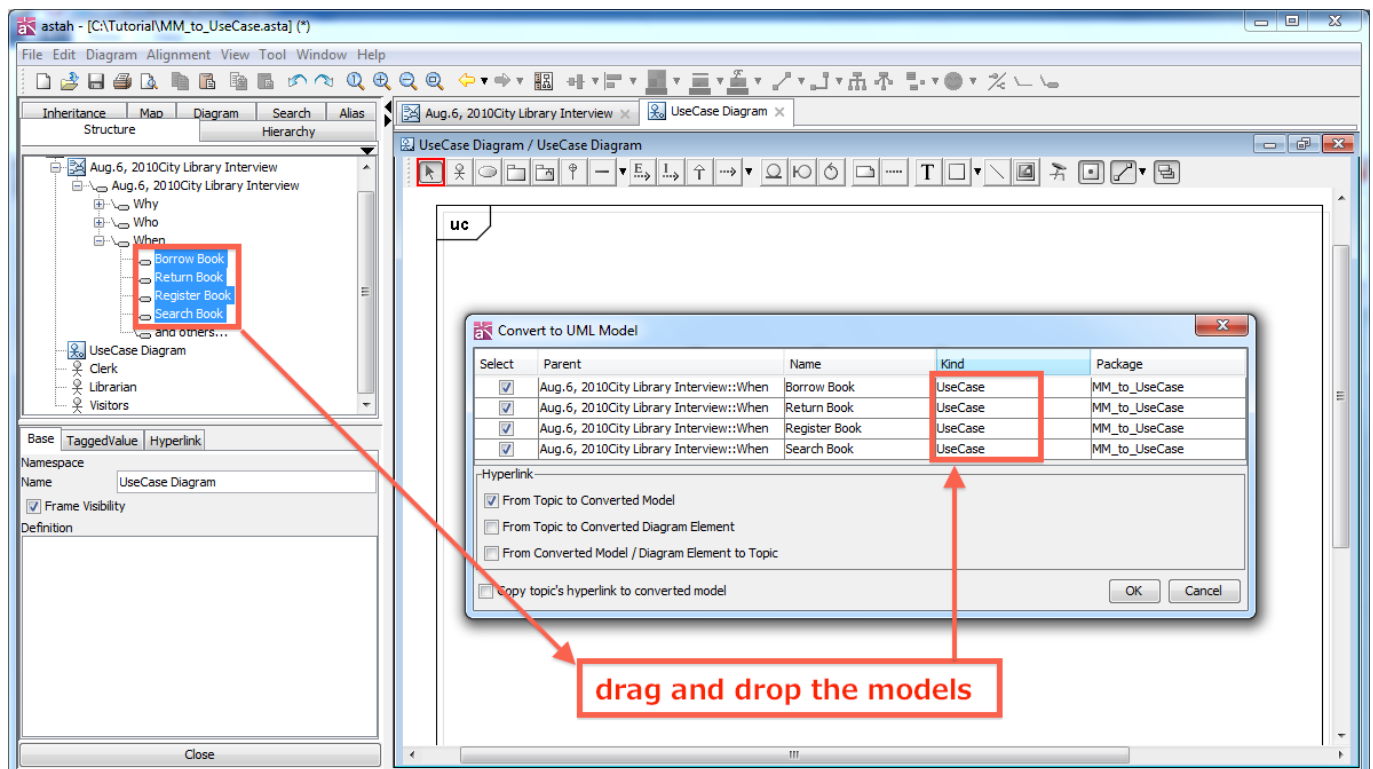 astah - [C:\Tutorial\MM_to_UseCase.asta] (*)
File Edit Diagram Alignment View Tool Window Help
Inheritance Map Diagram Search Alias
Structure Hierarchy
Aug.6, 2010City Library Interview
Aug.6, 2010City Library Interview
Why
Who
When
Borrow Book
Return Book
Register Book
Search Book
and others...
UseCase Diagram
Clerk
Librarian
Visitors
Base TaggedValue Hyperlink
Namespace
Name UseCase Diagram
Frame Visibility
Definition
Close
Aug.6, 2010City Library Interview UseCase Diagram
UseCase Diagram / UseCase Diagram
E I T
uc
Convert to UML Model
Select Parent Name Kind Package
Aug.6, 2010City Library Interview::When Borrow Book UseCase MM_to_UseCase
Aug.6, 2010City Library Interview::When Return Book UseCase MM_to_UseCase
Aug.6, 2010City Library Interview::When Register Book UseCase MM_to_UseCase
Aug.6, 2010City Library Interview::When Search Book UseCase MM_to_UseCase
Hyperlink
From Topic to Converted Model
From Topic to Converted Diagram Element
From Converted Model / Diagram Element to Topic
Copy topic's hyperlink to converted model
OK Cancel
drag and drop the models